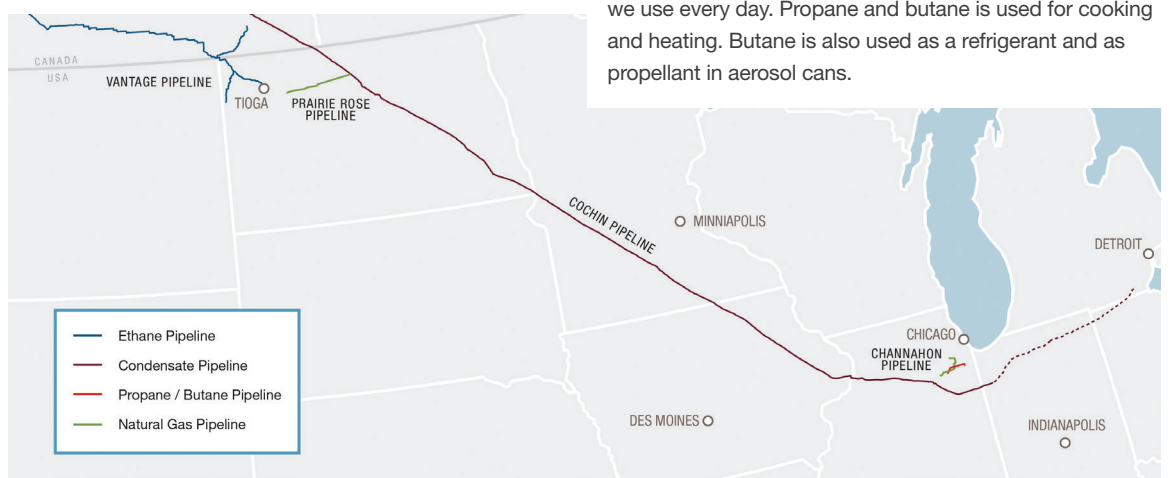 we use every day. Propane and butane is used for cooking
and heating. Butane is also used as a refrigerant and as
propellant in aerosol cans.
CANADA
USA
VANTAGE PIPELINE
TIOGA
PRAIRIE ROSE
PIPELINE
COCHIN PIPELINE
MINNIAPOLIS
DETROIT
CHICAGO
CHANNAHON
PIPELINE
DES MOINES
INDIANAPOLIS
Ethane Pipeline
Condensate Pipeline
Propane / Butane Pipeline
Natural Gas Pipeline